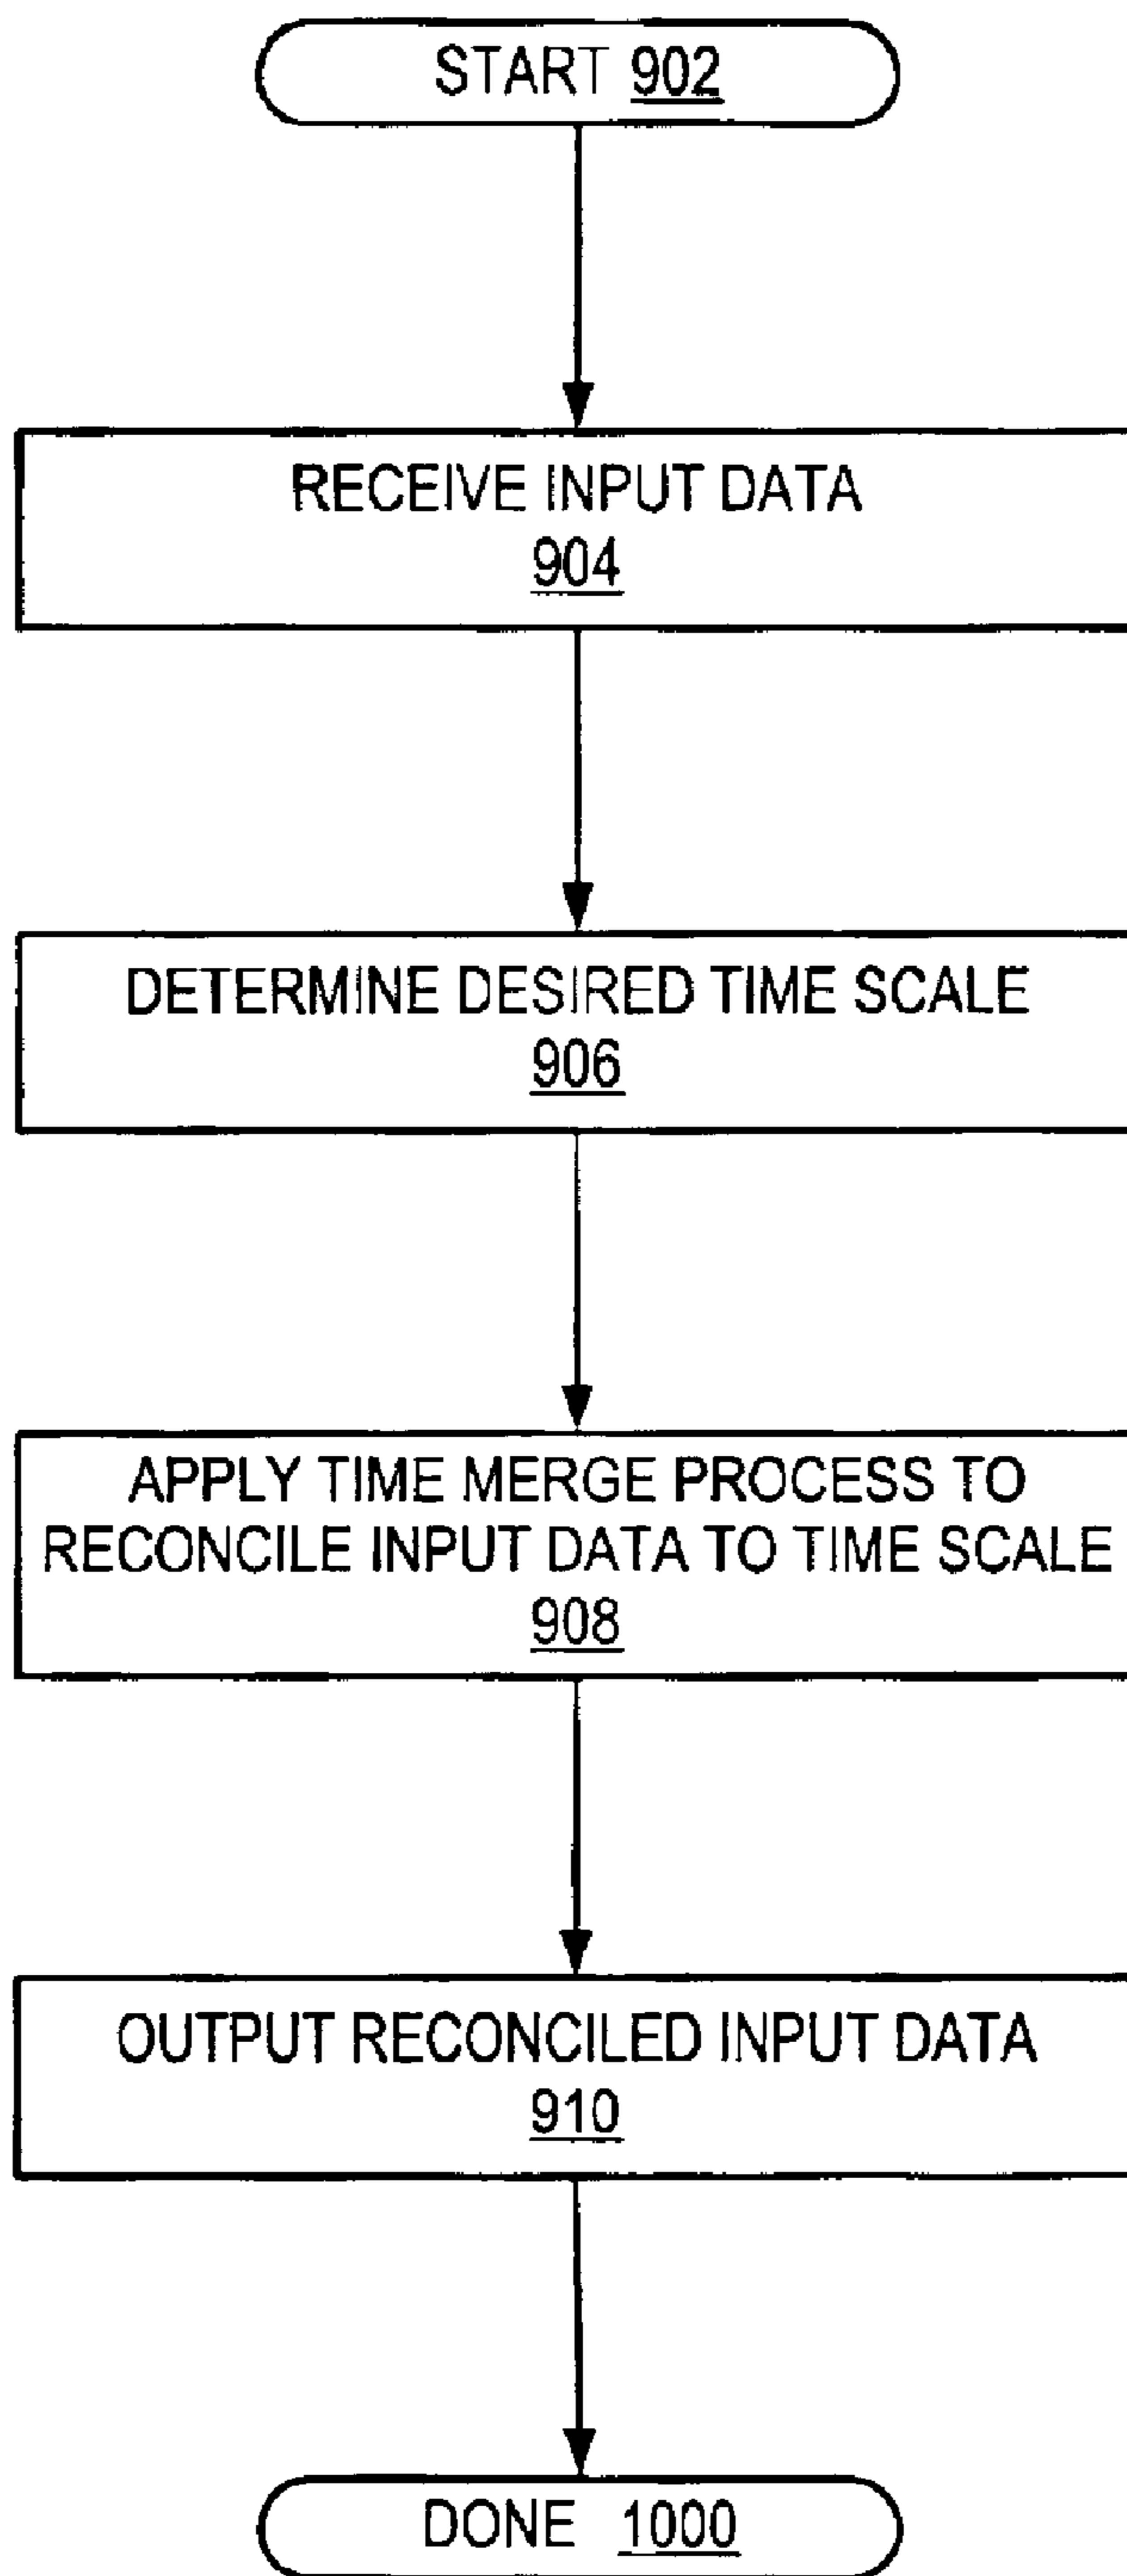 START 902
RECEIVE INPUT DATA
904
DETERMINE DESIRED TIME SCALE
906
APPLY TIME MERGE PROCESS TO
RECONCILE INPUT DATA TO TIME SCALE
908
OUTPUT RECONCILED INPUT DATA
910
DONE 1000